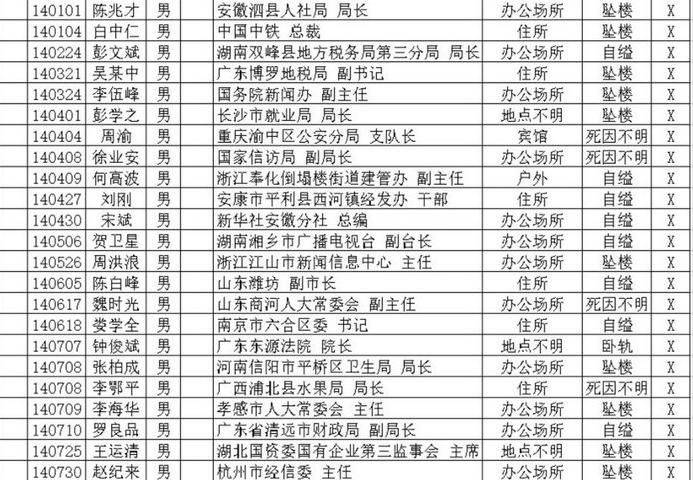 140101 陈兆才 男 安徽泗县人社局 局长 办公场所 坠楼 X
140104 白中仁 男 中国中铁 总裁 住所 坠楼 X
140224 彭文斌 男 湖南双峰县地方税务局第三分局 局长 办公场所 自缢 X
140321 吴某中 男 广东博罗地税局 副书记 住所 坠楼 X
140324 李伍峰 男 国务院新闻办 副主任 办公场所 坠楼 X
140401 彭学之 男 长沙市就业局 局长 地点不明 坠楼 X
140404 周渝 男 重庆渝中区公安分局 支队长 宾馆 死因不明 X
140408 徐业安 男 国家信访局 副局长 办公场所 死因不明 X
140409 何高波 男 浙江奉化倒塌楼街道建管办 副主任 户外 自缢 X
140427 刘刚 男 安康市平利县西河镇经发办 干部 住所 自缢 X
140430 宋斌 男 新华社安徽分社 总编 办公场所 自缢 X
140506 贺卫星 男 湖南湘乡市广播电视台 副台长 办公场所 自缢 X
140526 周洪浪 男 浙江江山市新闻信息中心 主任 办公场所 坠楼 X
140605 陈白峰 男 山东潍坊 副市长 住所 自缢 X
140617 魏时光 男 山东商河人大常委会 副主任 办公场所 死因不明 X
140618 娄学全 男 南京市六合区委 书记 住所 自缢 X
140707 钟俊斌 男 广东东源法院 院长 地点不明 卧轨 X
140708 张柏成 男 河南信阳市平桥区卫生局 局长 办公场所 坠楼 X
140708 李鄂平 男 广西浦北县水果局 局长 住所 死因不明 X
140709 李海华 男 孝感市人大常委会 主任 办公场所 坠楼 X
140710 罗良品 男 广东省清远市财政局 副局长 办公场所 自缢 X
140725 王运清 男 湖北国资委国有企业第三监事会 主席 地点不明 坠楼 X
140730 赵纪来 男 杭州市经信委 主任 办公场所 坠楼 X